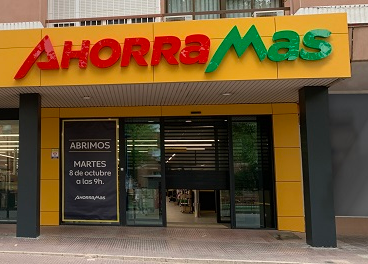 AHORRAMAS
ABRIMOS
MARTES
8 de octubre
a las 9h.
AHORRAMAS